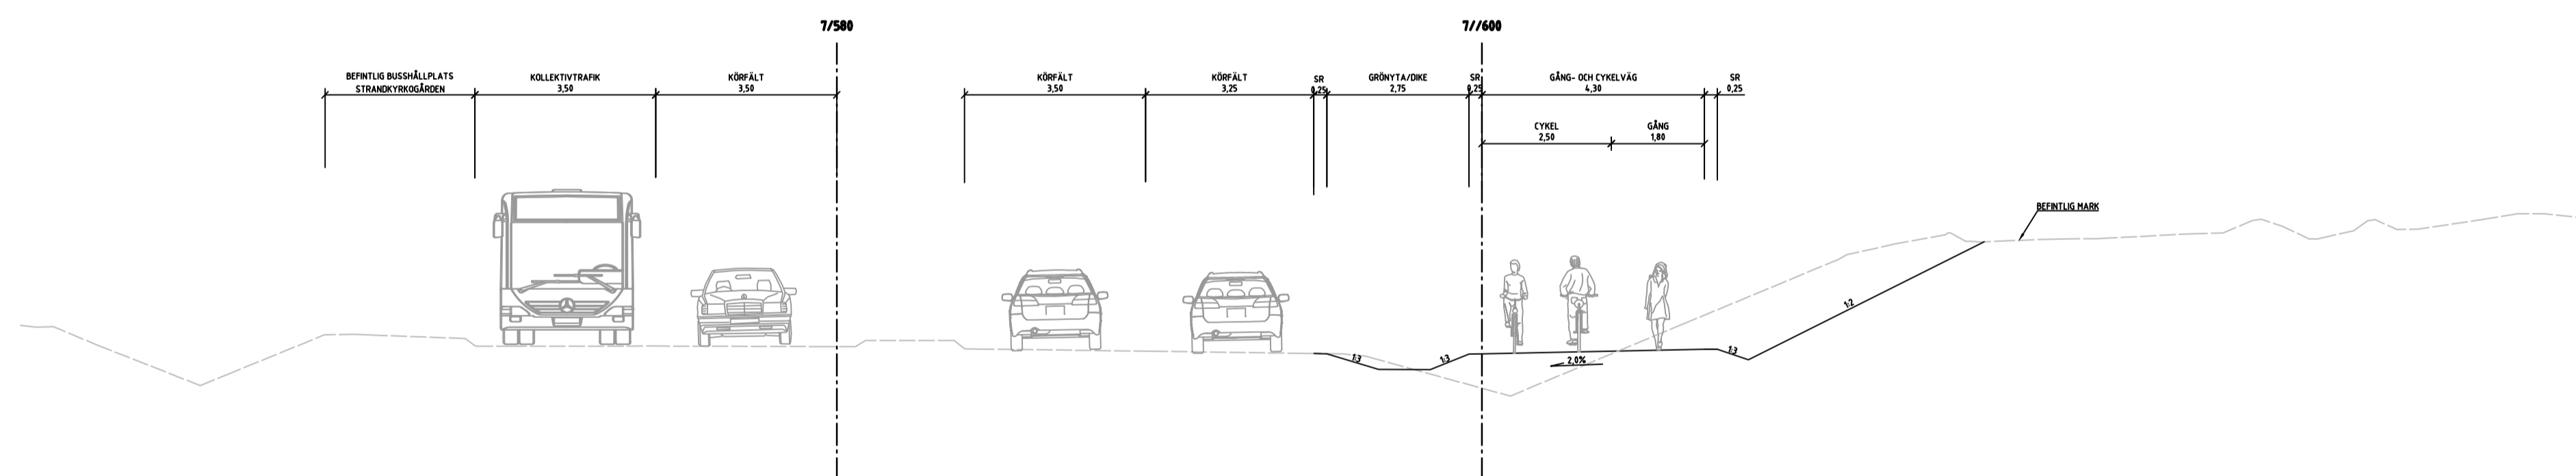 7/580
7//600
BEFINTLIG BUSSHÅLLPLATS
STRANDKYRKOGÅRDEN
KOLLEKTIVTRAFIK
3,50
KÖRFÄLT
3,50
KÖRFÄLT
3,50
KÖRFÄLT
3,25
SR
0,25
GRÖNYTA/DIKE
2,75
SR
0,25
GÅNG- OCH CYKELVÄG
4,30
SR
0,25
CYKEL
2,50
GÅNG
1,80
BEFINTLIG MARK
1:2
1:3
1:3
2,0%
1:3